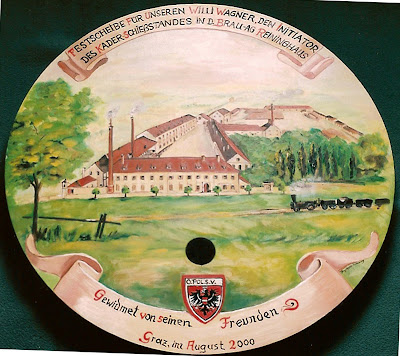 FESTSCHEIBE FÜR UNSEREN WILLI WAGNER, DEN INITIATOR
DES KADERSCHIEßSTANDES IN D. BRAU AG REININGHAUS
Ö.POL.S.V.
Gewidmet von seinen Freunden
Graz, im August 2000